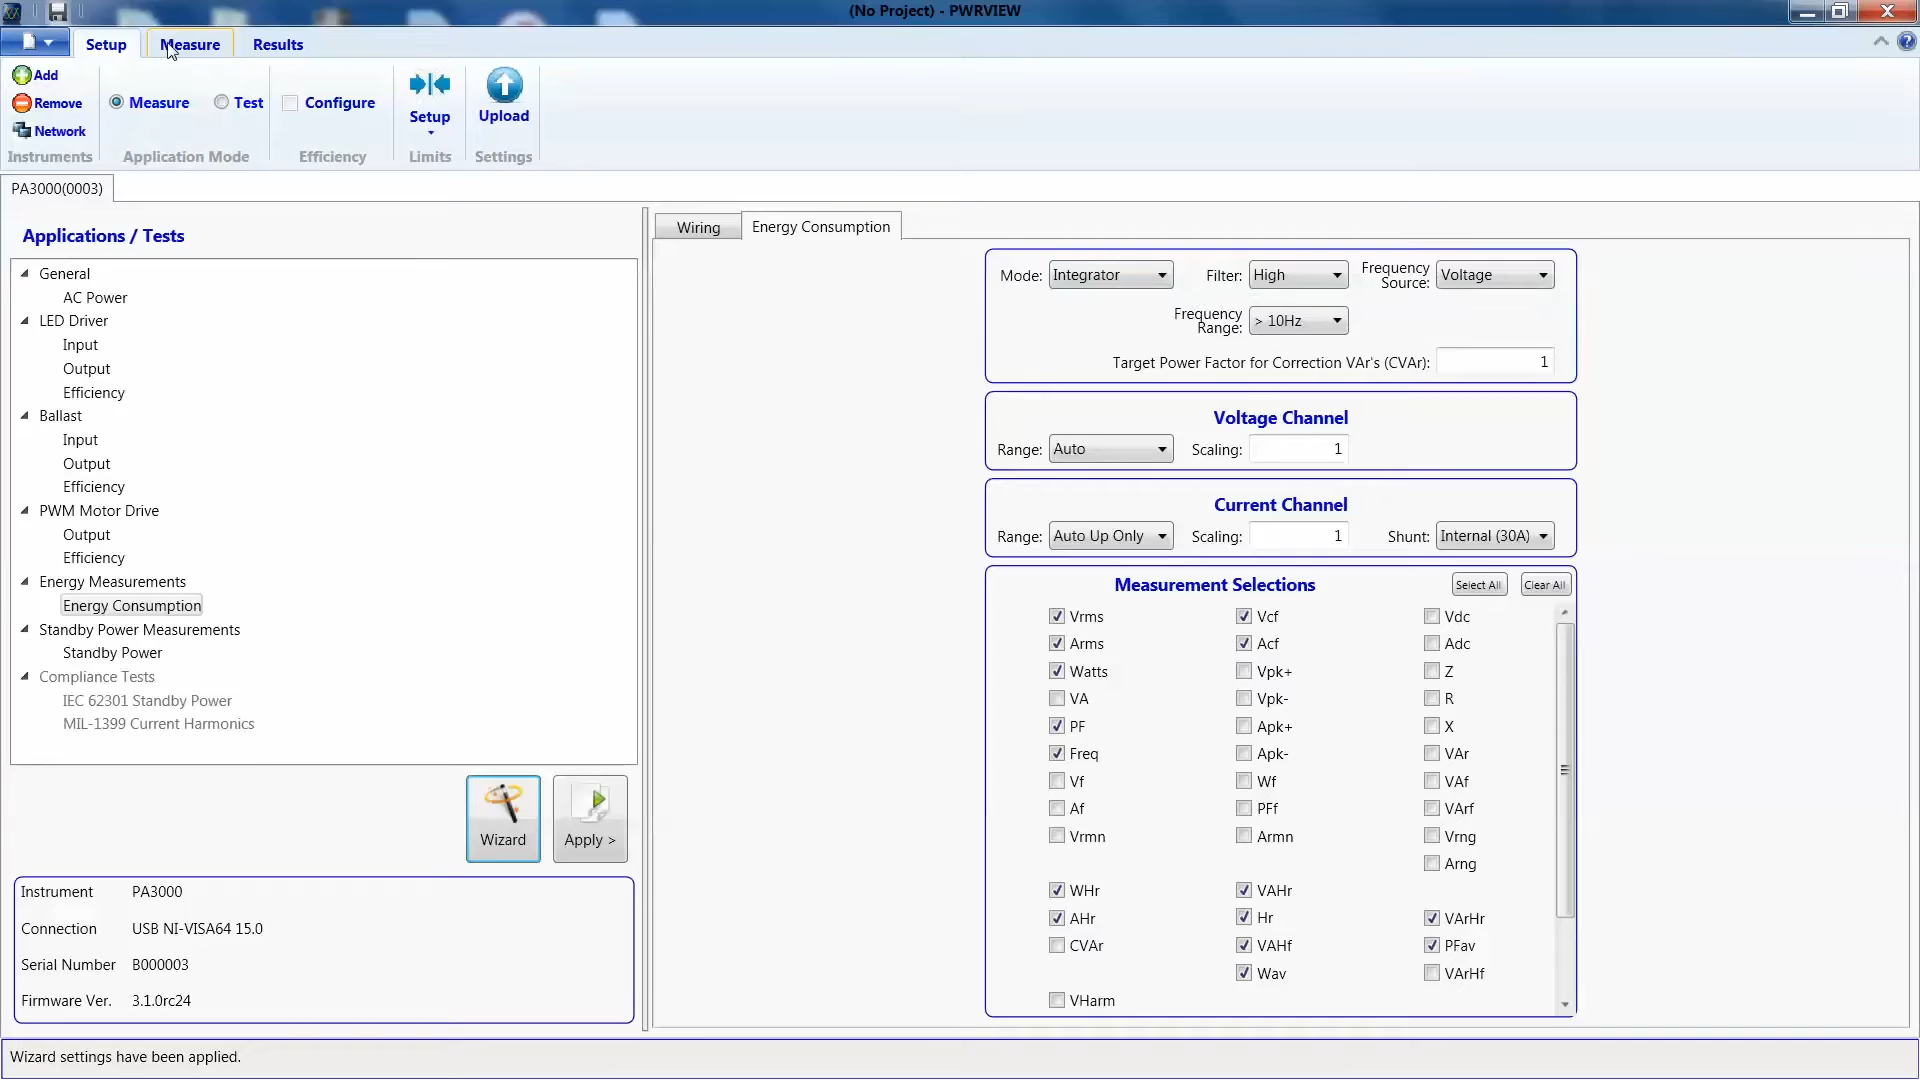 (No Project) - PWRVIEW
Setup Measure Results
Add
Remove
Network
Instruments
Measure Test
Application Mode
Configure
Efficiency
Setup
Limits
Upload
Settings
PA3000(0003)
Applications / Tests
General
AC Power
LED Driver
Input
Output
Efficiency
Ballast
Input
Output
Efficiency
PWM Motor Drive
Output
Efficiency
Energy Measurements
Energy Consumption
Standby Power Measurements
Standby Power
Compliance Tests
IEC 62301 Standby Power
MIL-1399 Current Harmonics
Wizard
Apply >
Instrument PA3000
Connection USB NI-VISA64 15.0
Serial Number B000003
Firmware Ver. 3.1.0rc24
Wiring Energy Consumption
Mode: Integrator Filter: High Frequency Source: Voltage
Frequency Range: > 10Hz
Target Power Factor for Correction VAr's (CVAr): 1
Voltage Channel
Range: Auto Scaling: 1
Current Channel
Range: Auto Up Only Scaling: 1 Shunt: Internal (30A)
Measurement Selections Select All Clear All
Vrms Vcf Vdc
Arms Acf Adc
Watts Vpk+ Z
VA Vpk- R
PF Apk+ X
Freq Apk- VAr
Vf Wf VAf
Af PFf VArf
Vrmn Armn Vrng
Arng
WHr VAHr
AHr Hr VArHr
CVAr VAHf PFav
Wav VArHf
VHarm
Wizard settings have been applied.